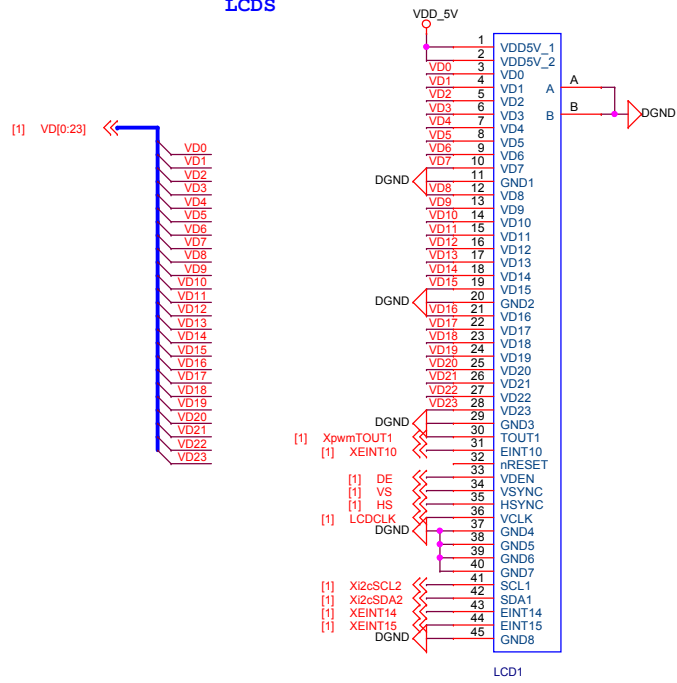 LCDS
VDD_5V
[1] VD[0:23]
VD0
VD1
VD2
VD3
VD4
VD5
VD6
VD7
VD8
VD9
VD10
VD11
VD12
VD13
VD14
VD15
VD16
VD17
VD18
VD19
VD20
VD21
VD22
VD23
1 VDD5V_1
2 VDD5V_2
VD0 3 VD0
VD1 4 VD1
VD2 5 VD2
VD3 6 VD3
VD4 7 VD4
VD5 8 VD5
VD6 9 VD6
VD7 10 VD7
DGND 11 GND1
VD8 12 VD8
VD9 13 VD9
VD10 14 VD10
VD11 15 VD11
VD12 16 VD12
VD13 17 VD13
VD14 18 VD14
VD15 19 VD15
DGND 20 GND2
VD16 21 VD16
VD17 22 VD17
VD18 23 VD18
VD19 24 VD19
VD20 25 VD20
VD21 26 VD21
VD22 27 VD22
VD23 28 VD23
DGND 29 GND3
[1] XpwmTOUT1 30 TOUT1
[1] XEINT10 31 EINT10
32 nRESET
[1] DE 33 VDEN
[1] VS 34 VSYNC
[1] HS 35 HSYNC
[1] LCDCLK 36 VCLK
DGND 37 GND4
38 GND5
39 GND6
40 GND7
[1] Xi2cSCL2 41 SCL1
[1] Xi2cSDA2 42 SDA1
[1] XEINT14 43 EINT14
[1] XEINT15 44 EINT15
DGND 45 GND8
A A
B B
DGND
LCD1